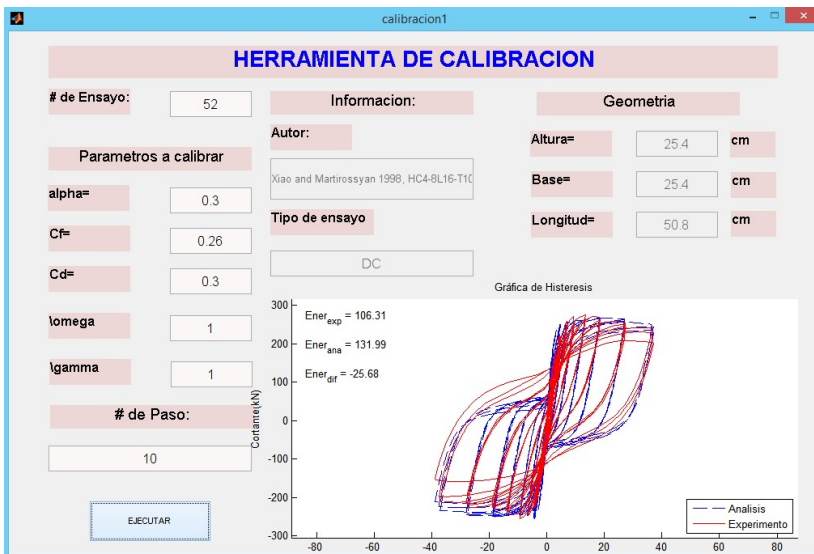 calibracion1
HERRAMIENTA DE CALIBRACION
# de Ensayo:
52
Parametros a calibrar
alpha=
0.3
Cf=
0.26
Cd=
0.3
\omega
1
\gamma
1
# de Paso:
10
EJECUTAR
Informacion:
Autor:
Xiao and Martirossyan 1998, HC4-8L16-T10
Tipo de ensayo
DC
Geometria
Altura=
25.4
cm
Base=
25.4
cm
Longitud=
50.8
cm
Gráfica de Histeresis
Cortante(kN)
300
200
100
0
-100
-200
-300
Ener exp = 106.31
Ener ana = 131.99
Ener dif = -25.68
-80 -60 -40 -20 0 20 40 60 80
Analisis
Experimento